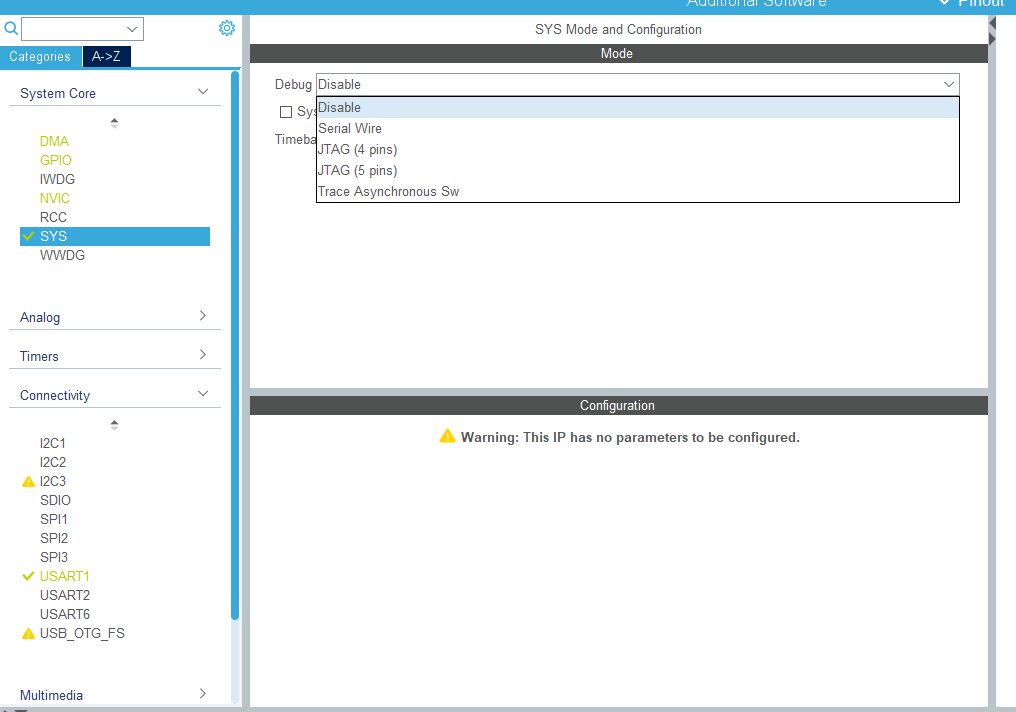 Additional Software
Pinout
SYS Mode and Configuration
Categories
A->Z
Mode
System Core
Debug
Disable
Disable
Sys
Serial Wire
Timeba
JTAG (4 pins)
JTAG (5 pins)
Trace Asynchronous Sw
DMA
GPIO
IWDG
NVIC
RCC
SYS
WWDG
Analog
Timers
Connectivity
I2C1
I2C2
I2C3
SDIO
SPI1
SPI2
SPI3
USART1
USART2
USART6
USB_OTG_FS
Multimedia
Configuration
Warning: This IP has no parameters to be configured.